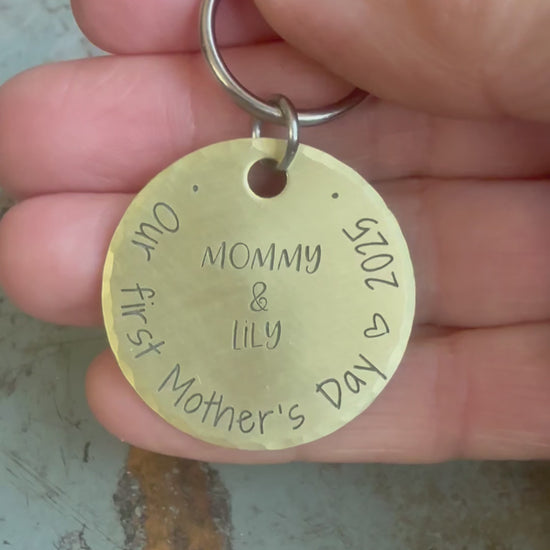 Our first Mother's Day ♡ 2025
MOMMY
&
LiLY